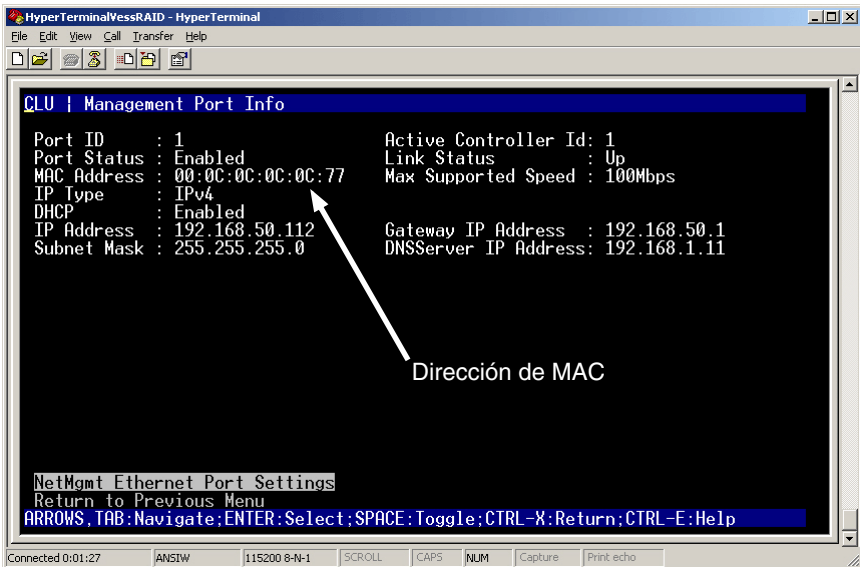 HyperTerminalVessRAID - HyperTerminal
File Edit View Call Transfer Help
CLU | Management Port Info
Port ID : 1 Active Controller Id: 1
Port Status : Enabled Link Status : Up
MAC Address : 00:0C:0C:0C:0C:77 Max Supported Speed : 100Mbps
IP Type : IPv4
DHCP : Enabled
IP Address : 192.168.50.112 Gateway IP Address : 192.168.50.1
Subnet Mask : 255.255.255.0 DNSServer IP Address: 192.168.1.11
Dirección de MAC
NetMgmt Ethernet Port Settings
Return to Previous Menu
ARROWS,TAB:Navigate;ENTER:Select;SPACE:Toggle;CTRL-X:Return;CTRL-E:Help
Connected 0:01:27 ANSIW 115200 8-N-1 SCROLL CAPS NUM Capture Print echo